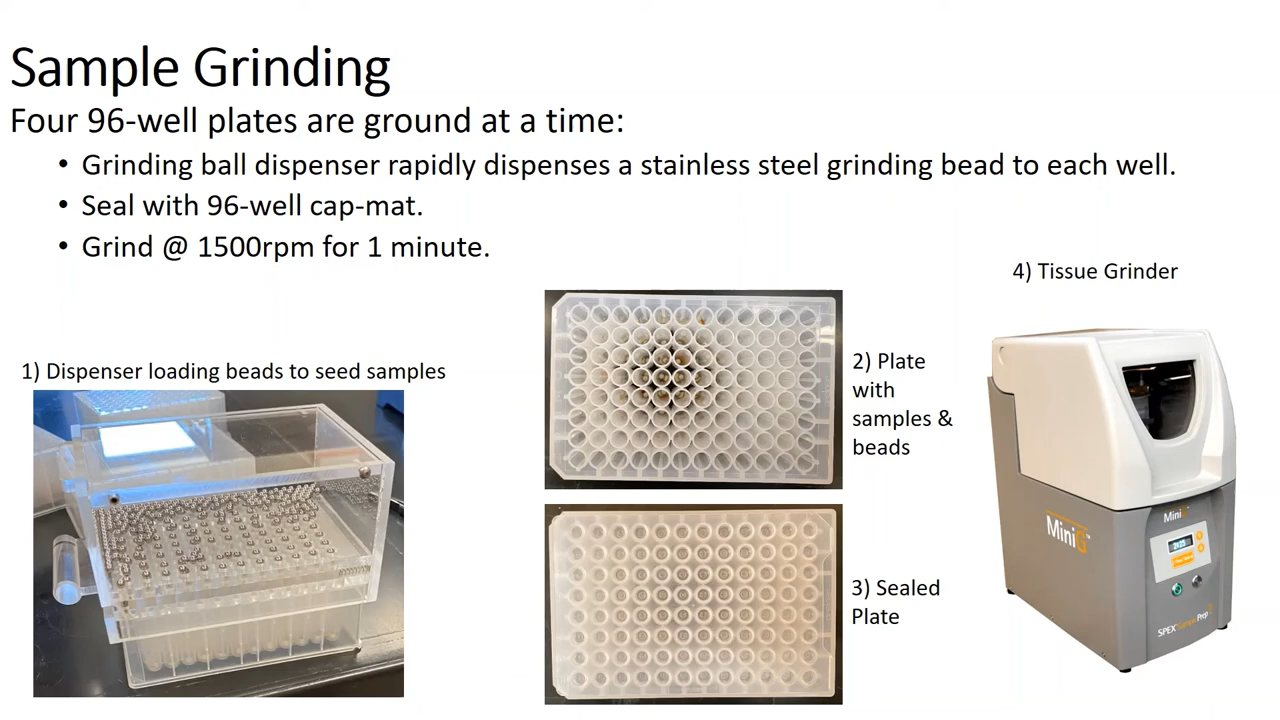 Sample Grinding
Four 96-well plates are ground at a time:
• Grinding ball dispenser rapidly dispenses a stainless steel grinding bead to each well.
• Seal with 96-well cap-mat.
• Grind @ 1500rpm for 1 minute.
4) Tissue Grinder
1) Dispenser loading beads to seed samples
2) Plate
with
samples &
beads
MiniG
MiniG™
3) Sealed
Plate
SPEX SamplePrep